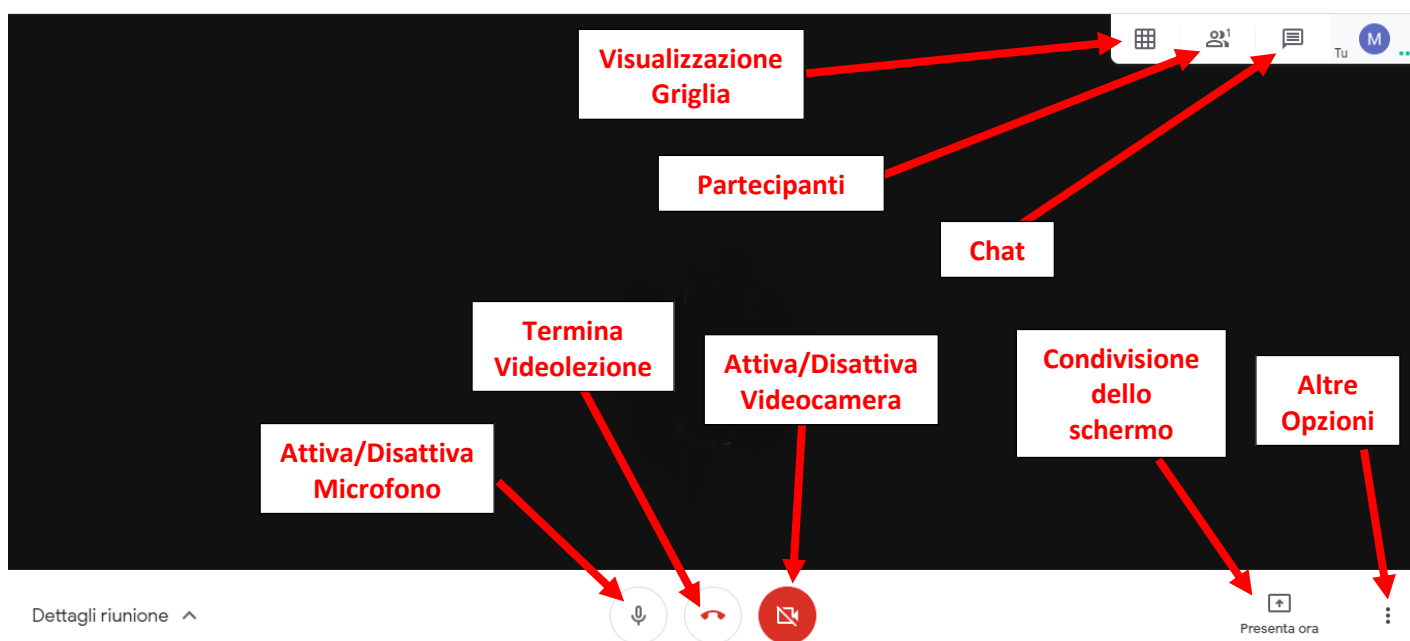 Visualizzazione
Griglia
1
Tu
M
Partecipanti
Chat
Termina
Videolezione
Attiva/Disattiva
Videocamera
Condivisione
dello
schermo
Altre
Opzioni
Attiva/Disattiva
Microfono
Dettagli riunione
Presenta ora